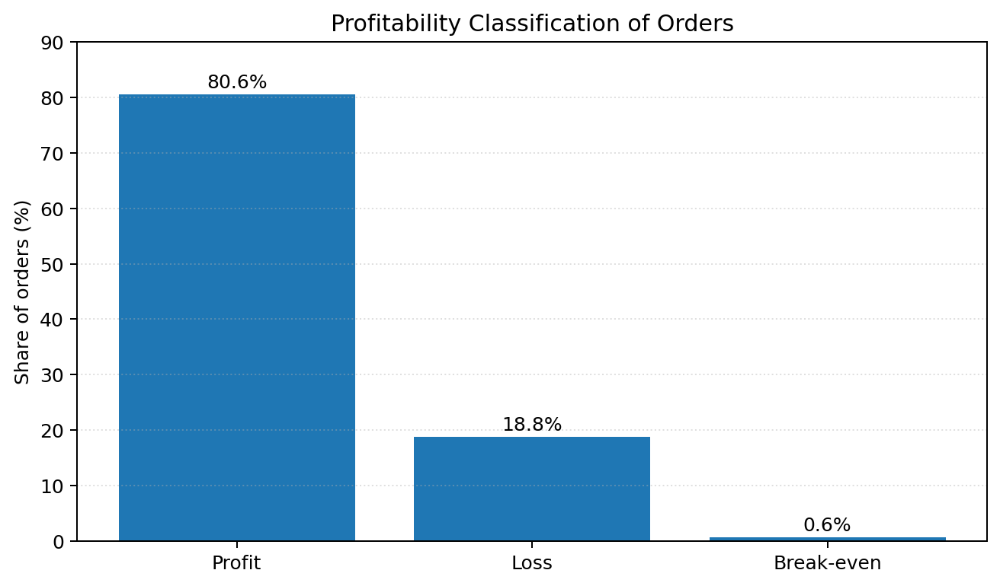 Profitability Classification of Orders
Share of orders (%)
90
80
70
60
50
40
30
20
10
0
80.6%
18.8%
0.6%
Profit
Loss
Break-even